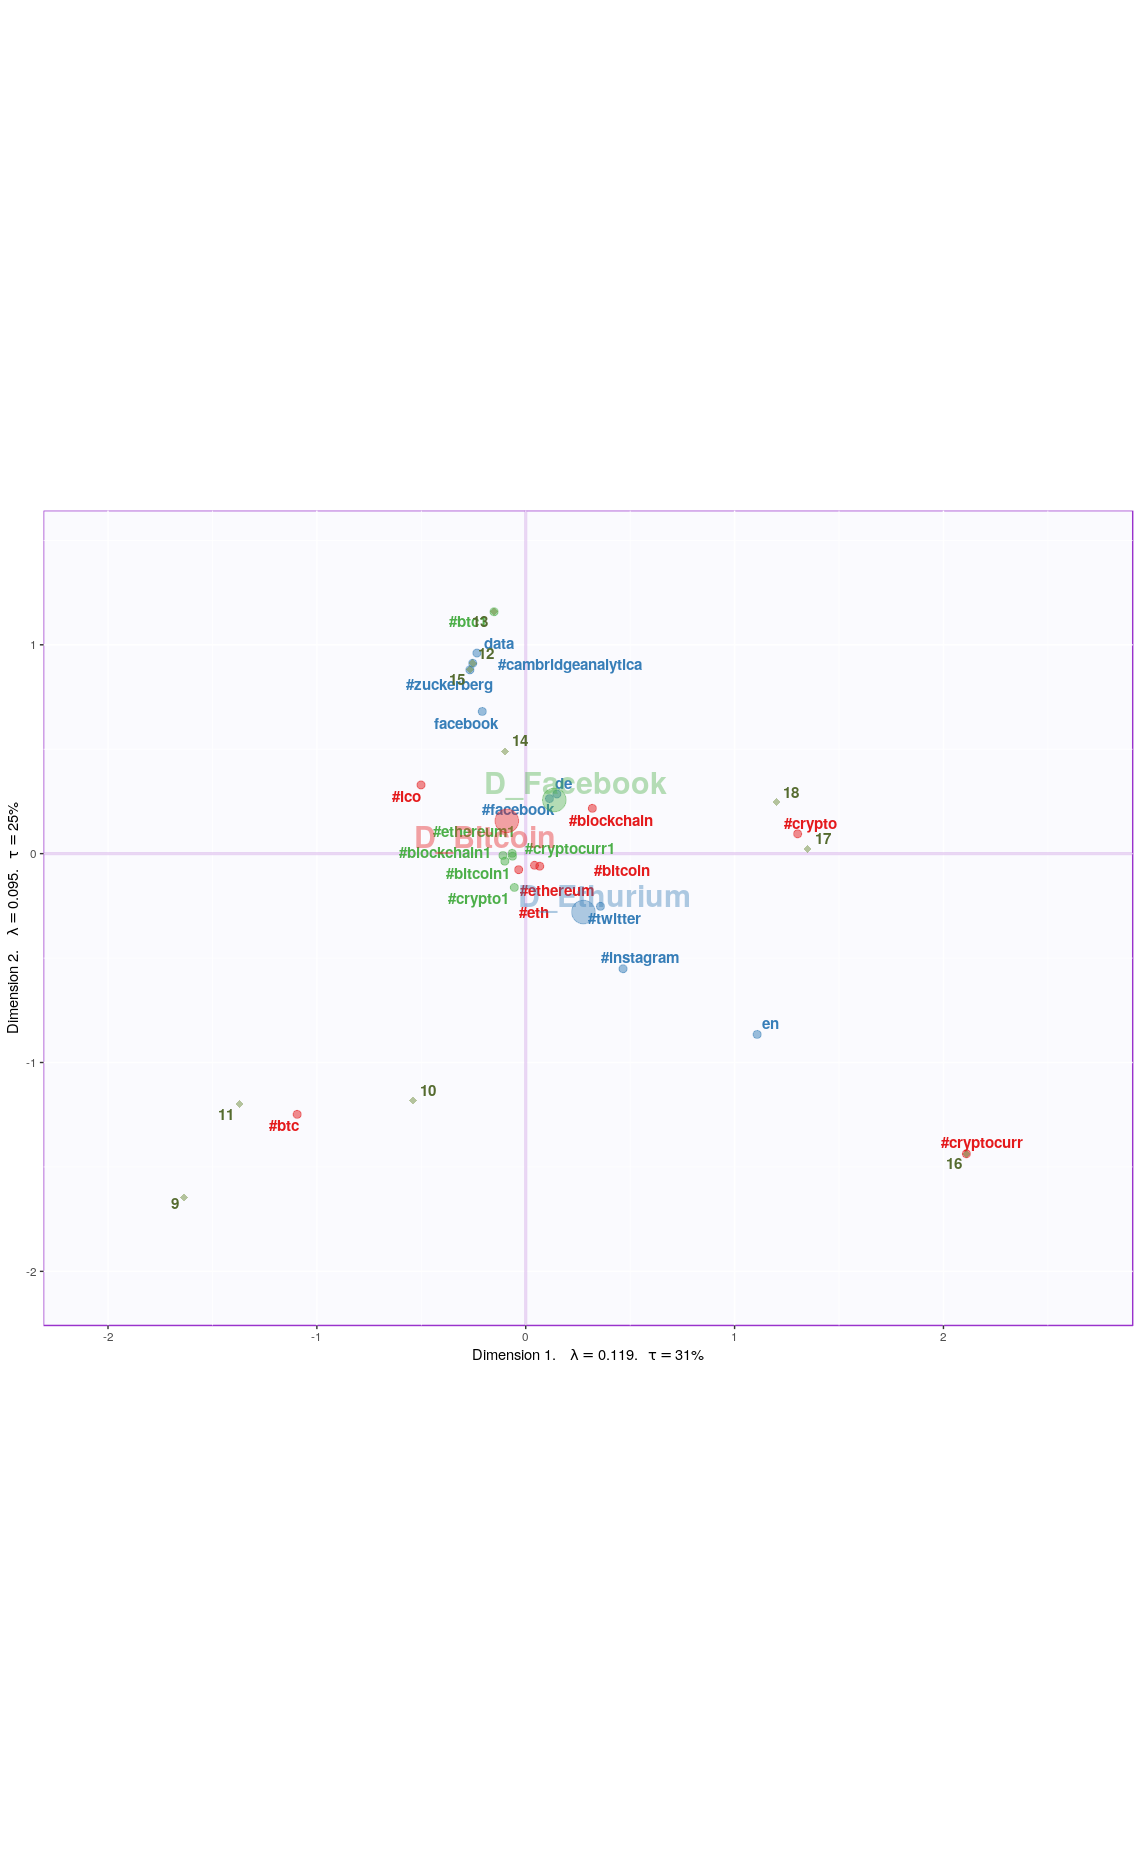 #btc1
13
data
12
#cambridgeanalytica
15
#zuckerberg
facebook
14
D_Facebook
de
18
#ico
#facebook
#blockchain
#crypto
#ethereum1
D_Bitcoin
17
#blockchain1
#cryptocurr1
#bitcoin1
#bitcoin
#ethereum
#crypto1
D_Ethurium
#eth
#twitter
#instagram
en
10
11
#btc
#cryptocurr
16
9
1
0
-1
-2
-2
-1
0
1
2
Dimension 1. λ = 0.119. τ = 31%
Dimension 2. λ = 0.095. τ = 25%